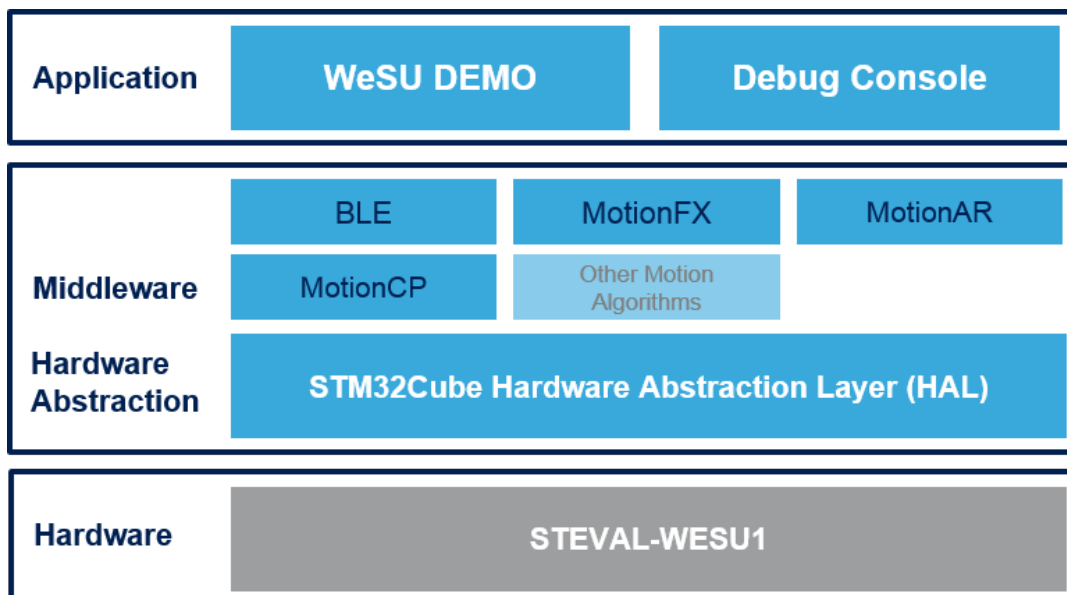 Application
WeSU DEMO
Debug Console
BLE
MotionFX
MotionAR
Middleware
MotionCP
Other Motion
Algorithms
Hardware
Abstraction
STM32Cube Hardware Abstraction Layer (HAL)
Hardware
STEVAL-WESU1